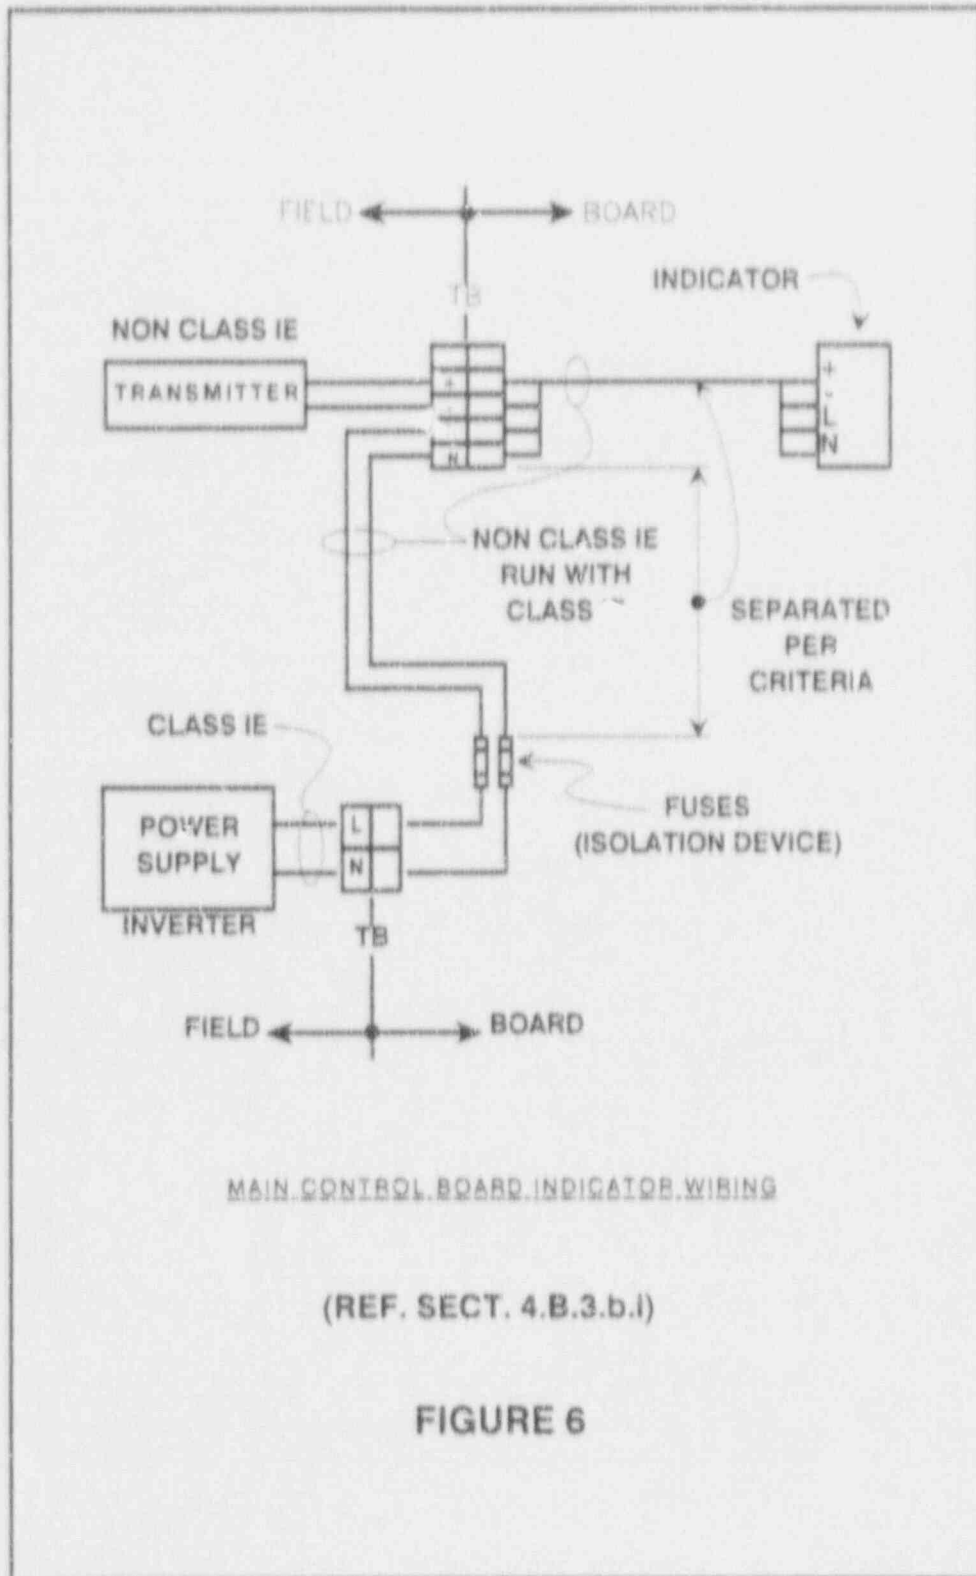 FIELD BOARD
TB
INDICATOR
NON CLASS IE
TRANSMITTER
+
+
-
L
N
N
NON CLASS IE
RUN WITH
CLASS
SEPARATED
PER
CRITERIA
CLASS IE
POWER
SUPPLY
INVERTER
L
N
TB
FUSES
(ISOLATION DEVICE)
FIELD BOARD
MAIN CONTROL BOARD INDICATOR WIRING
(REF. SECT. 4.B.3.b.i)
FIGURE 6